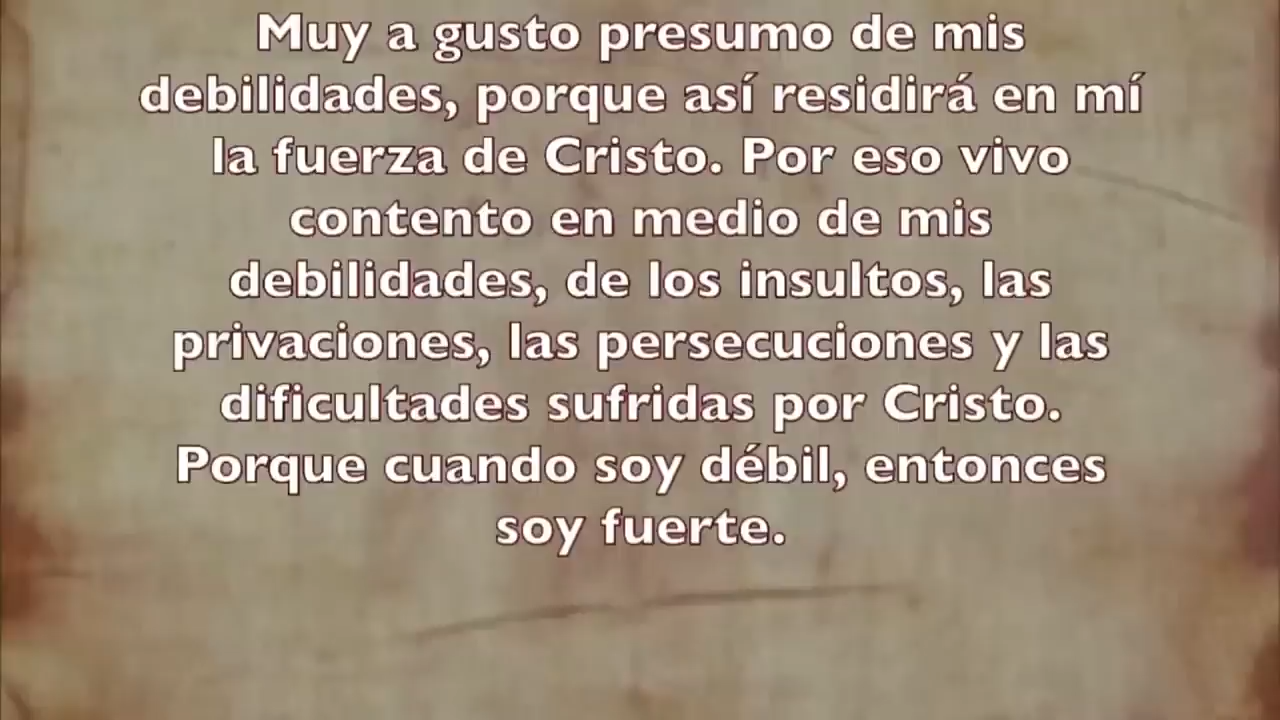 Muy a gusto presumo de mis
debilidades, porque así residirá en mí
la fuerza de Cristo. Por eso vivo
contento en medio de mis
debilidades, de los insultos, las
privaciones, las persecuciones y las
dificultades sufridas por Cristo.
Porque cuando soy débil, entonces
soy fuerte.